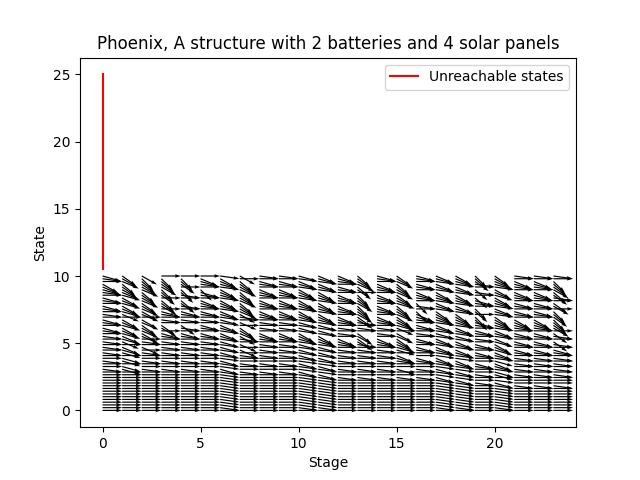 Phoenix, A structure with 2 batteries and 4 solar panels
25
20
15
10
5
0
State
Unreachable states
0
5
10
15
20
Stage